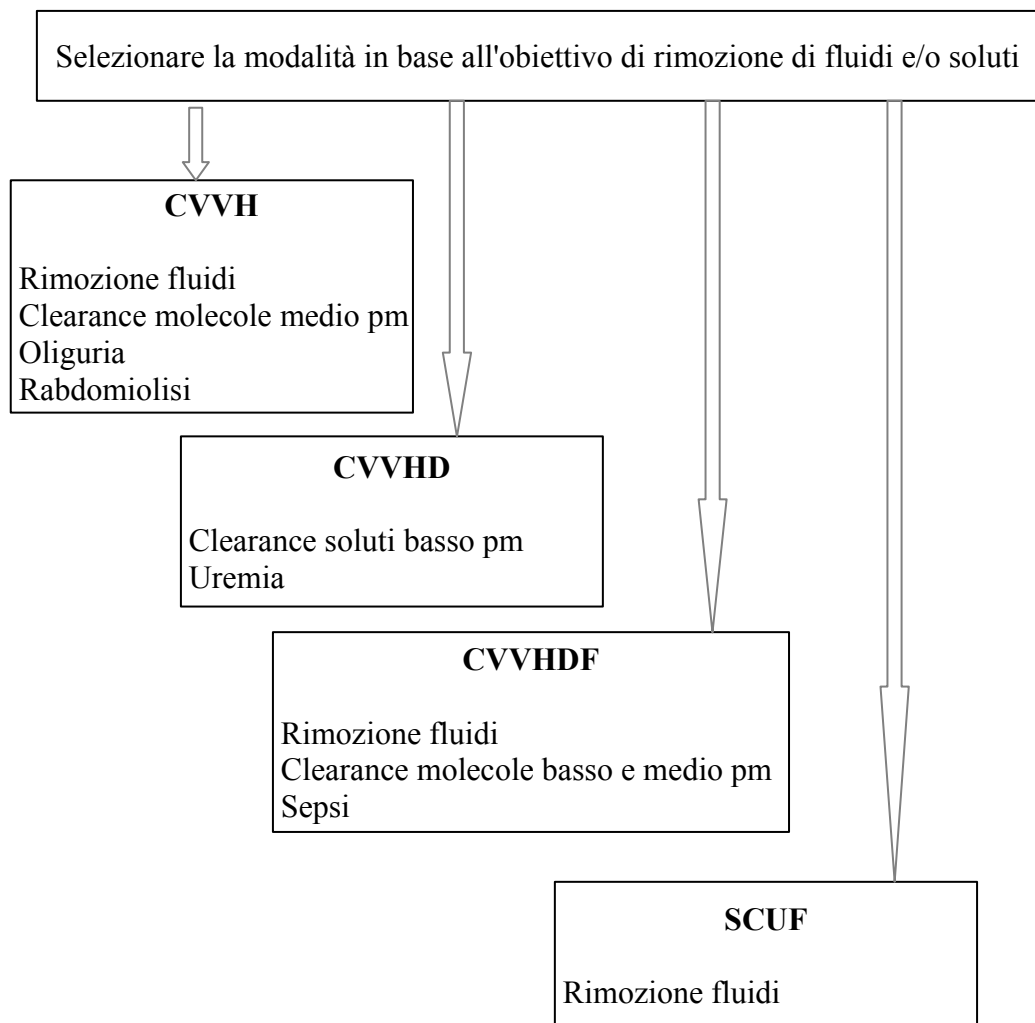 Selezionare la modalità in base all'obiettivo di rimozione di fluidi e/o soluti
CVVH
Rimozione fluidi
Clearance molecole medio pm
Oliguria
Rabdomiolisi
CVVHD
Clearance soluti basso pm
Uremia
CVVHDF
Rimozione fluidi
Clearance molecole basso e medio pm
Sepsi
SCUF
Rimozione fluidi